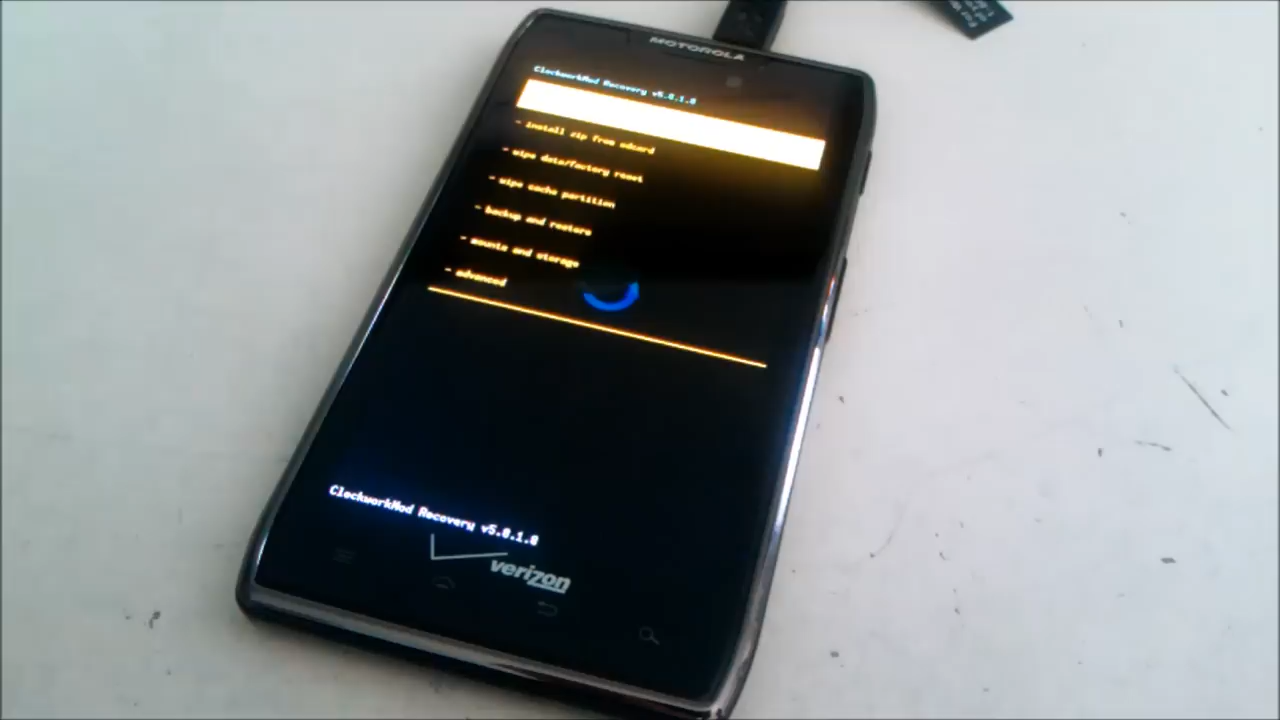 MOTOROLA
ClockworkMod Recovery v5.0.1.0
- install zip from sdcard
- wipe data/factory reset
- wipe cache partition
- backup and restore
- mounts and storage
- advanced
ClockworkMod Recovery v5.0.1.0
verizon